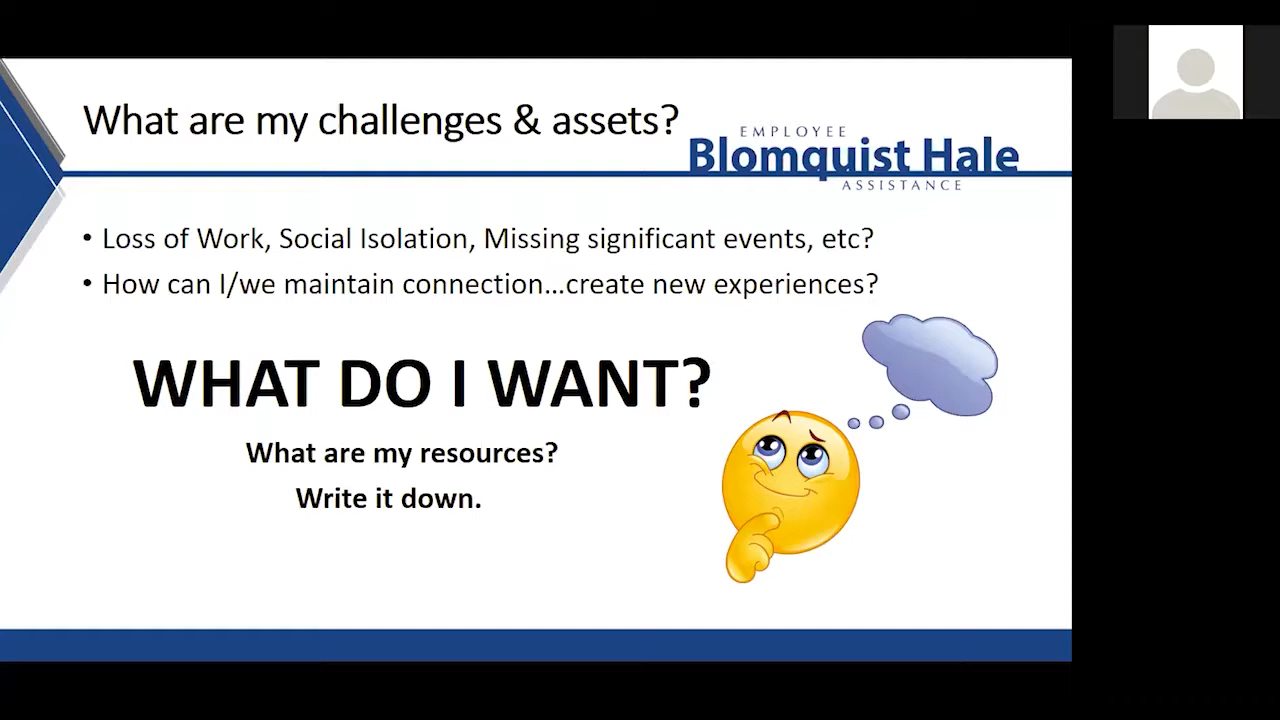 What are my challenges & assets?
EMPLOYEE
Blomquist Hale
ASSISTANCE
• Loss of Work, Social Isolation, Missing significant events, etc?
• How can I/we maintain connection…create new experiences?
WHAT DO I WANT?
What are my resources?
Write it down.